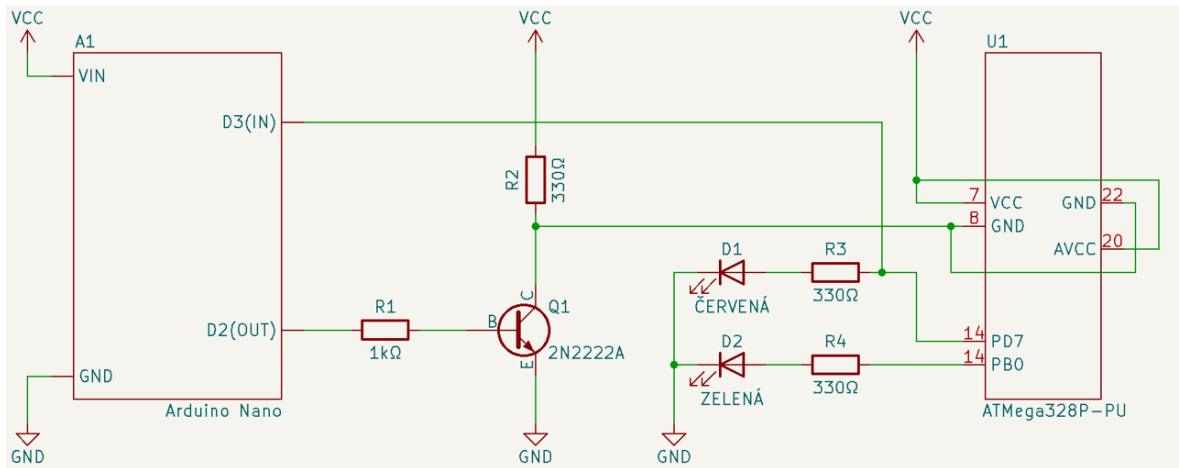 VCC
VCC
VCC
A1
U1
VIN
D3(IN)
R2
330Ω
7
VCC
GND
22
8
GND
AVCC
20
D1
R3
ČERVENÁ
330Ω
C
Q1
R1
B
D2(OUT)
1kΩ
2N2222A
E
14
PD7
D2
R4
14
PB0
ZELENÁ
330Ω
GND
Arduino Nano
ATMega328P-PU
GND
GND
GND